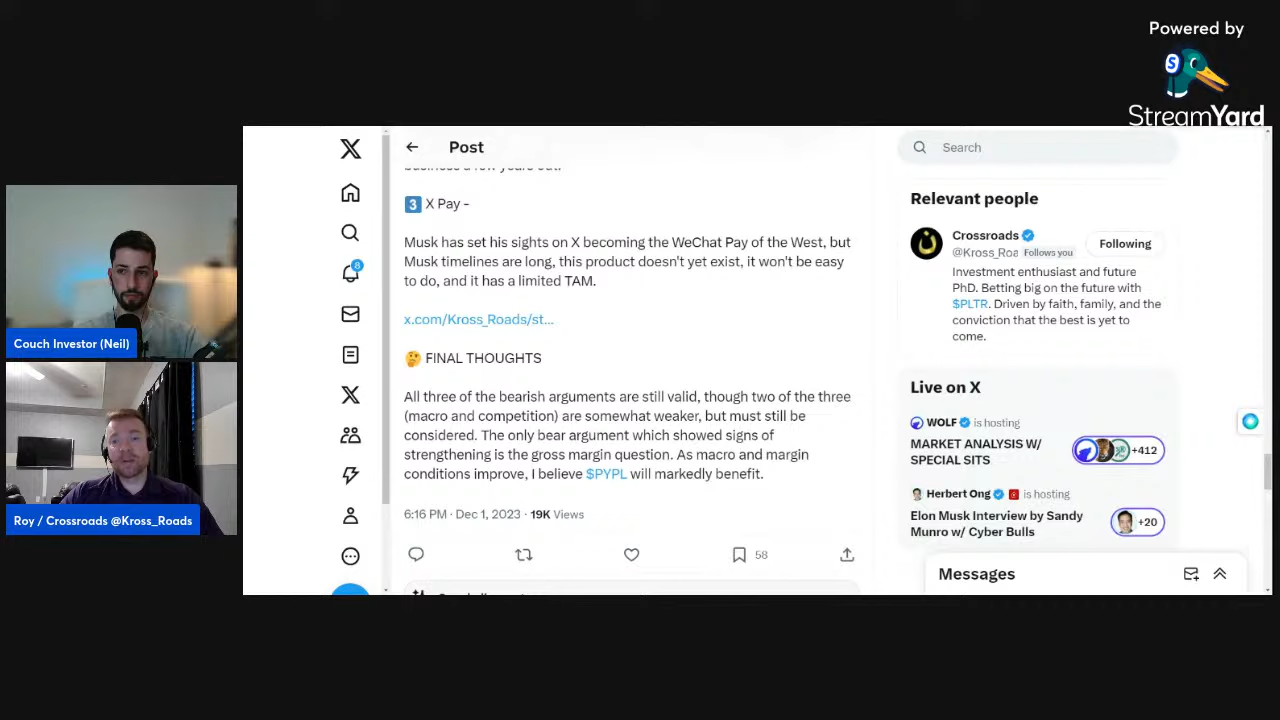 Powered by
StreamYard
Post
Search
business a few years out.
3 X Pay -
Musk has set his sights on X becoming the WeChat Pay of the West, but
Musk timelines are long, this product doesn't yet exist, it won't be easy
to do, and it has a limited TAM.
x.com/Kross_Roads/st...
FINAL THOUGHTS
All three of the bearish arguments are still valid, though two of the three
(macro and competition) are somewhat weaker, but must still be
considered. The only bear argument which showed signs of
strengthening is the gross margin question. As macro and margin
conditions improve, I believe $PYPL will markedly benefit.
6:16 PM · Dec 1, 2023 · 19K Views
58
8
Relevant people
Crossroads
@Kross_Roa Follows you
Following
Investment enthusiast and future
PhD. Betting big on the future with
$PLTR. Driven by faith, family, and the
conviction that the best is yet to
come.
Live on X
WOLF is hosting
MARKET ANALYSIS W/
SPECIAL SITS
+412
Herbert Ong is hosting
Elon Musk Interview by Sandy
Munro w/ Cyber Bulls
+20
Messages
Couch Investor (Neil)
Roy / Crossroads @Kross_Roads